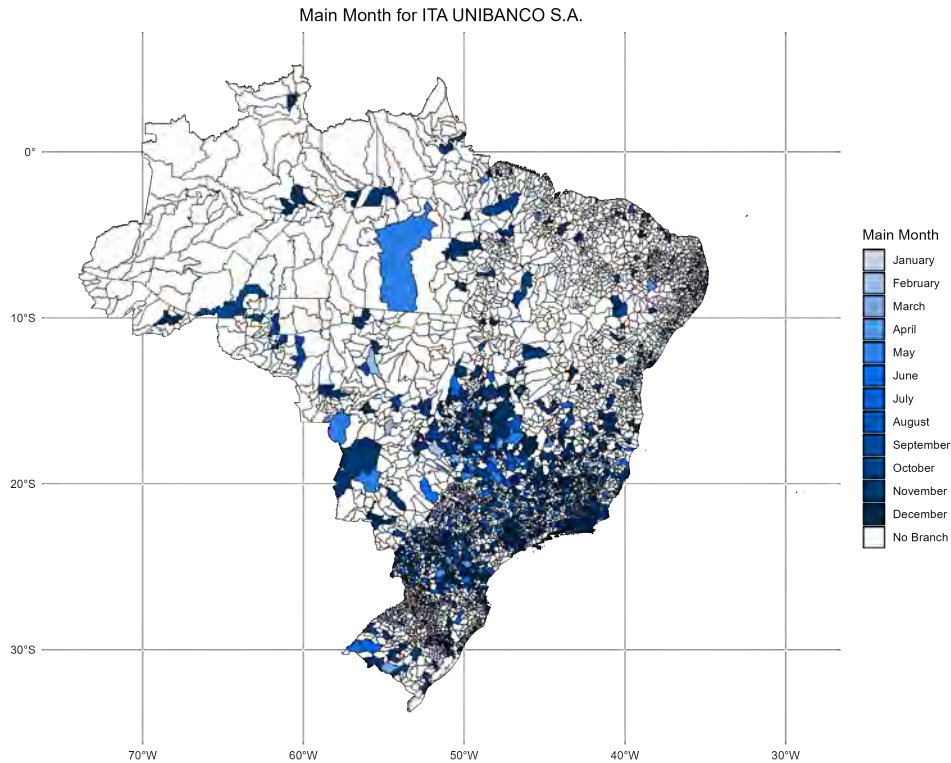 Main Month for ITA UNIBANCO S.A.
0°
10°S
20°S
30°S
70°W
60°W
50°W
40°W
30°W
Main Month
January
February
March
April
May
June
July
August
September
October
November
December
No Branch